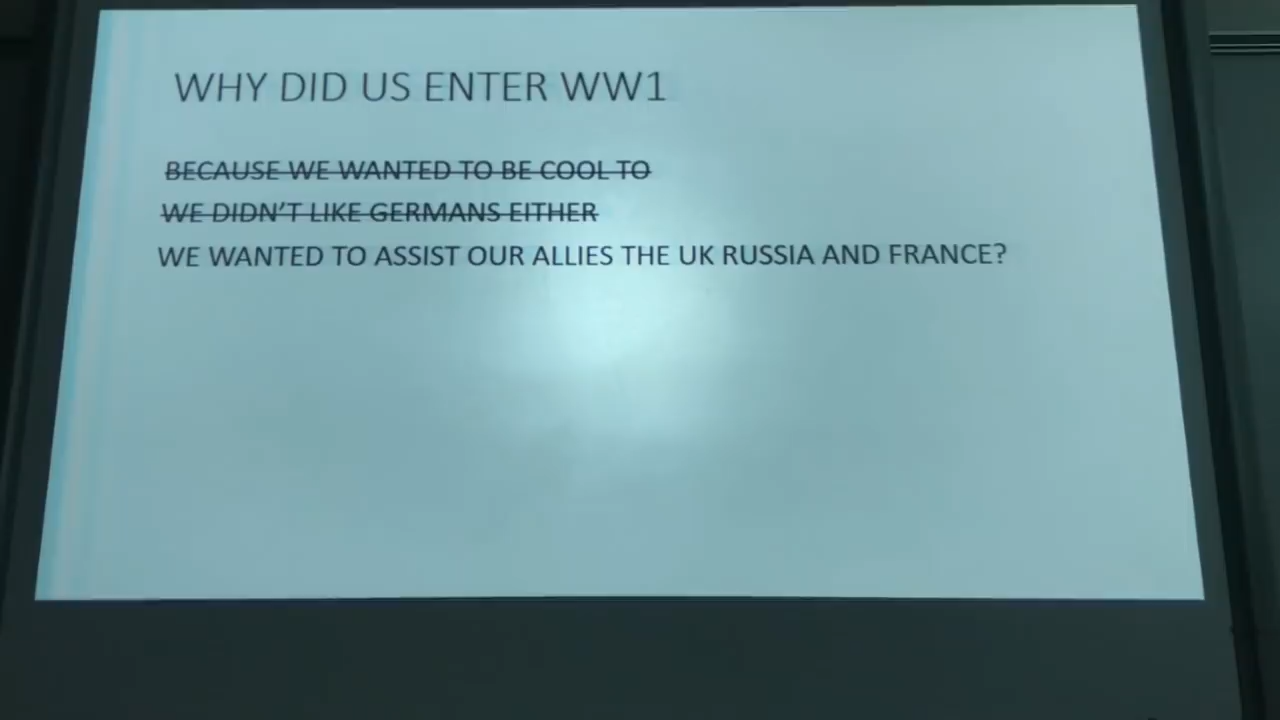 WHY DID US ENTER WW1
BECAUSE WE WANTED TO BE COOL TO
WE DIDN'T LIKE GERMANS EITHER
WE WANTED TO ASSIST OUR ALLIES THE UK RUSSIA AND FRANCE?